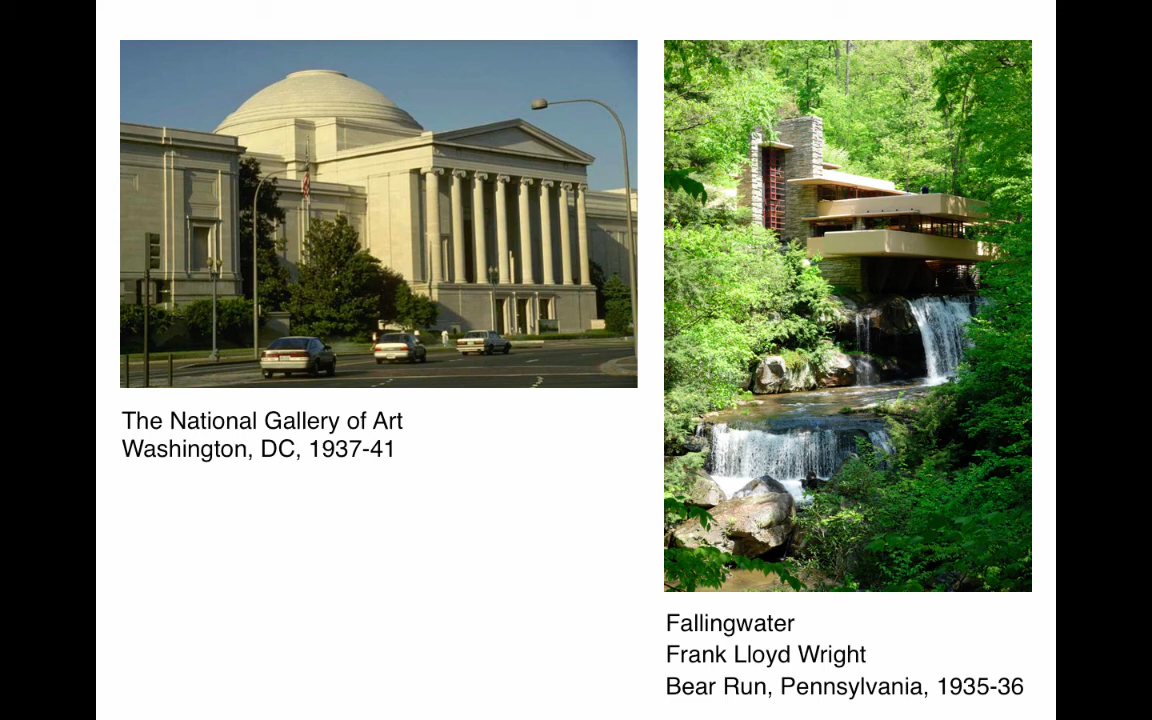 The National Gallery of Art
Washington, DC, 1937-41
Fallingwater
Frank Lloyd Wright
Bear Run, Pennsylvania, 1935-36